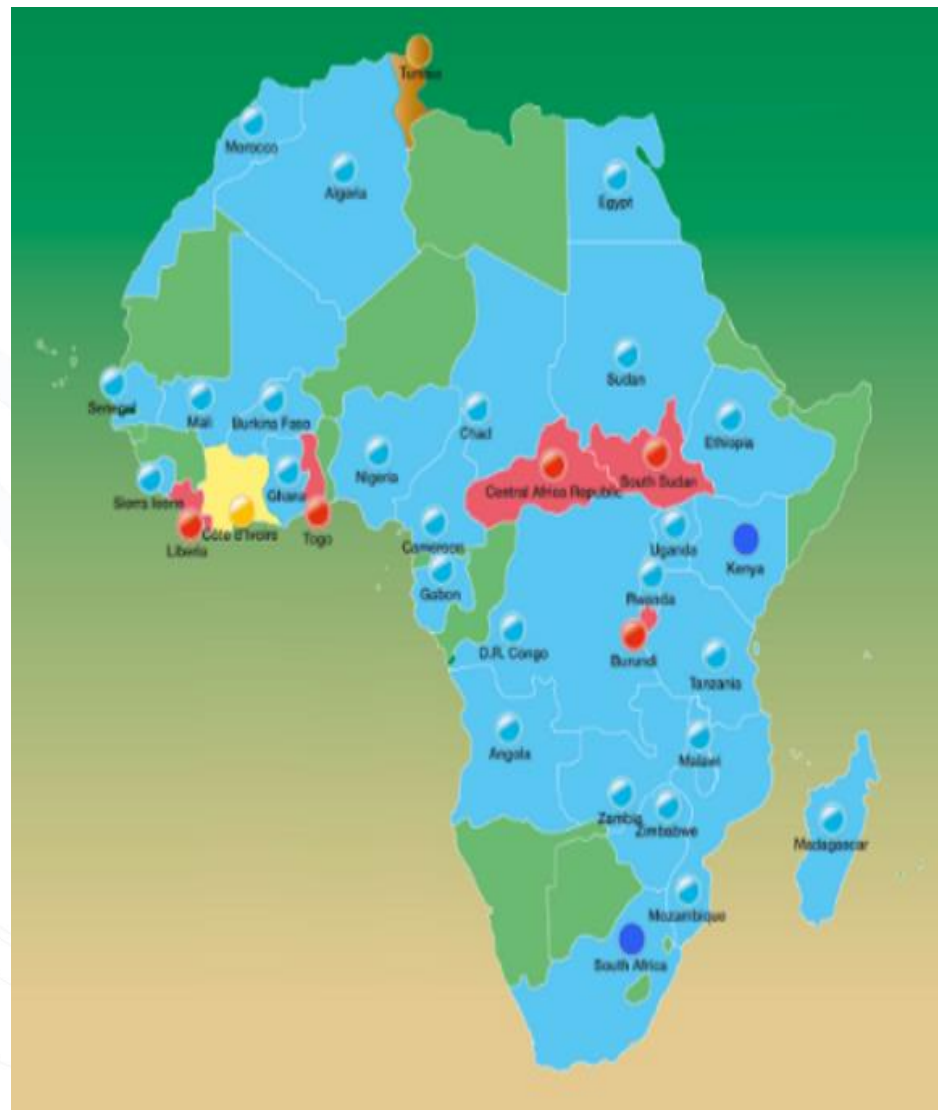 Morocco
Algeria
Egypt
Sudan
Senegal
Mali
Burkina Faso
Chad
Ethiopia
Nigeria
Ghana
Central Africa Republic
South Sudan
Sierra leone
Côte d'Ivoire
Togo
Liberia
Cameroon
Uganda
Kenya
Gabon
Rwanda
D.R. Congo
Burundi
Tanzania
Angola
Malawi
Zambia
Zimbabwe
Madagascar
Mozambique
South Africa